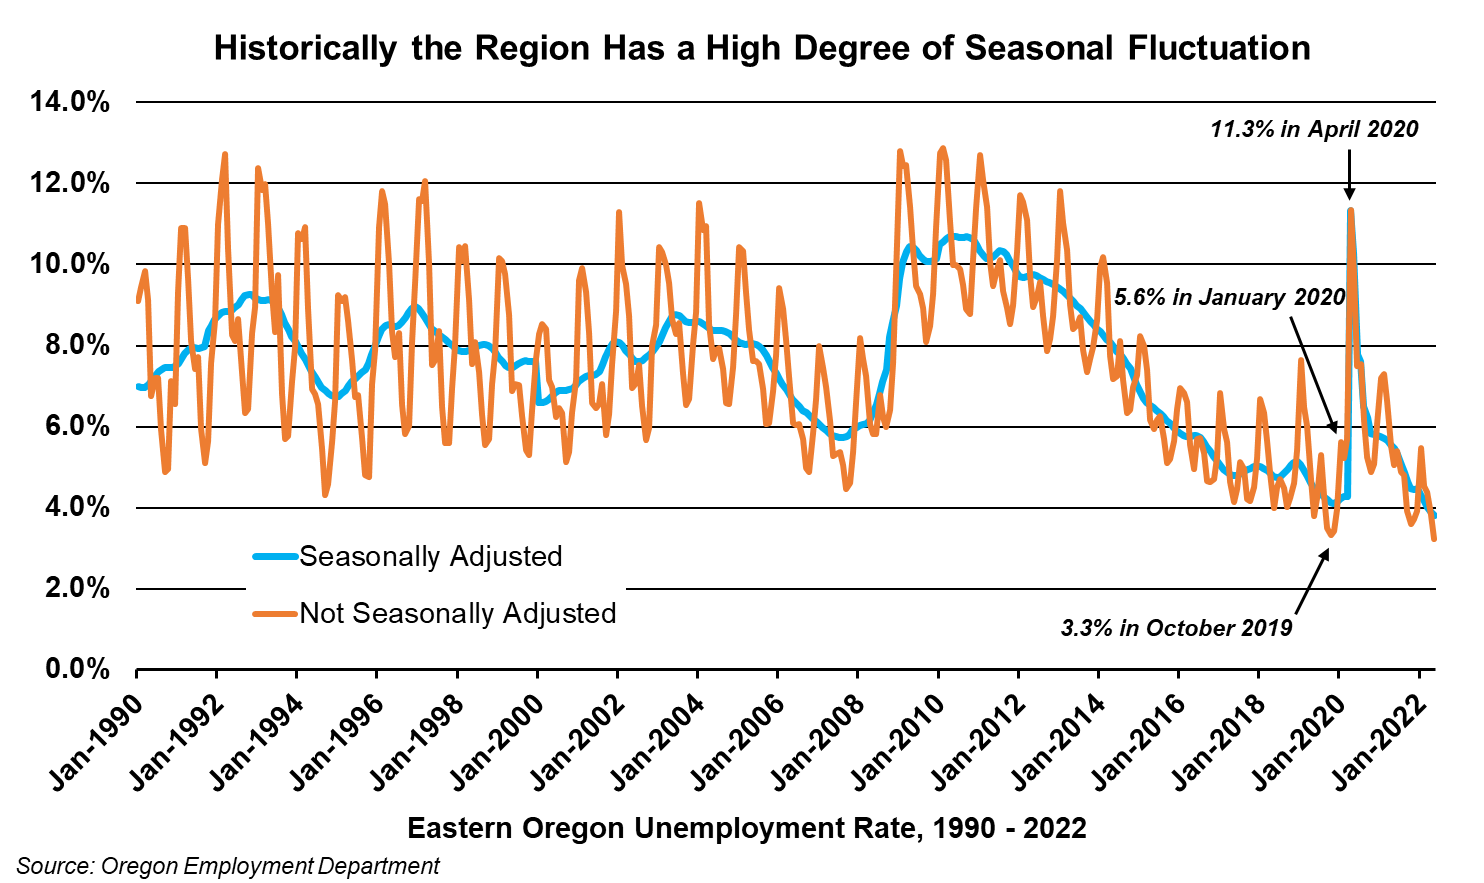 Historically the Region Has a High Degree of Seasonal Fluctuation
14.0%
12.0%
10.0%
8.0%
6.0%
4.0%
2.0%
0.0%
11.3% in April 2020
5.6% in January 2020
3.3% in October 2019
Seasonally Adjusted
Not Seasonally Adjusted
Jan-1990
Jan-1992
Jan-1994
Jan-1996
Jan-1998
Jan-2000
Jan-2002
Jan-2004
Jan-2006
Jan-2008
Jan-2010
Jan-2012
Jan-2014
Jan-2016
Jan-2018
Jan-2020
Jan-2022
Eastern Oregon Unemployment Rate, 1990 - 2022
Source: Oregon Employment Department